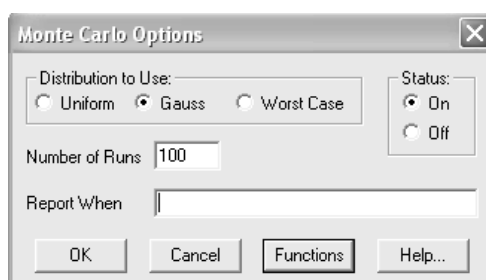 Monte Carlo Options
Distribution to Use:
Uniform Gauss Worst Case
Status:
On
Off
Number of Runs 100
Report When
OK Cancel Functions Help...